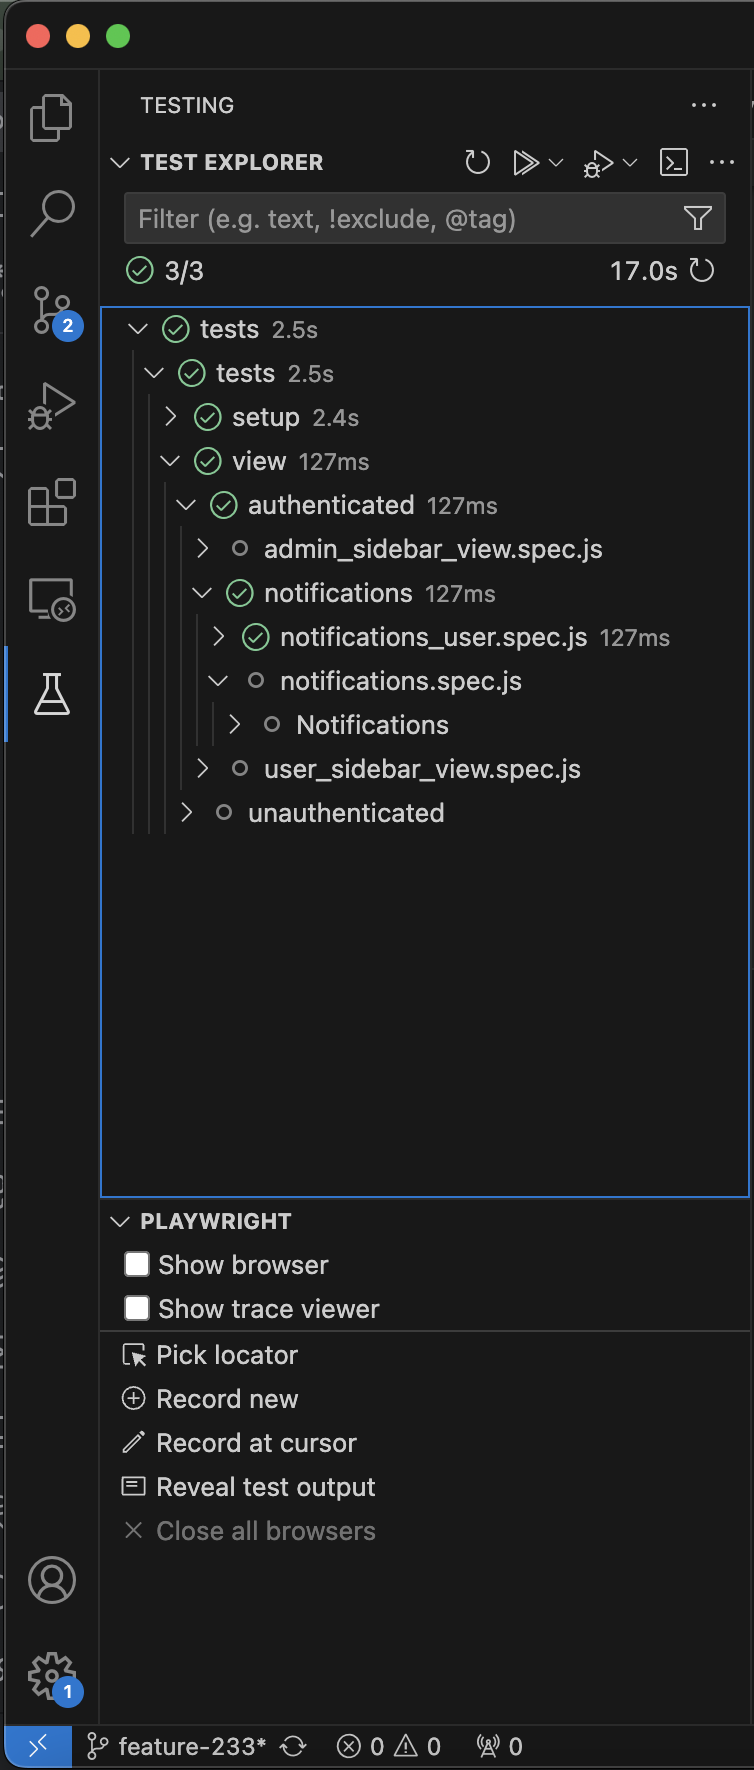 TESTING
TEST EXPLORER
Filter (e.g. text, !exclude, @tag)
3/3 17.0s
2
tests 2.5s
tests 2.5s
setup 2.4s
view 127ms
authenticated 127ms
admin_sidebar_view.spec.js
notifications 127ms
notifications_user.spec.js 127ms
notifications.spec.js
Notifications
user_sidebar_view.spec.js
unauthenticated
PLAYWRIGHT
Show browser
Show trace viewer
Pick locator
Record new
Record at cursor
Reveal test output
Close all browsers
1
feature-233* 0 0 0